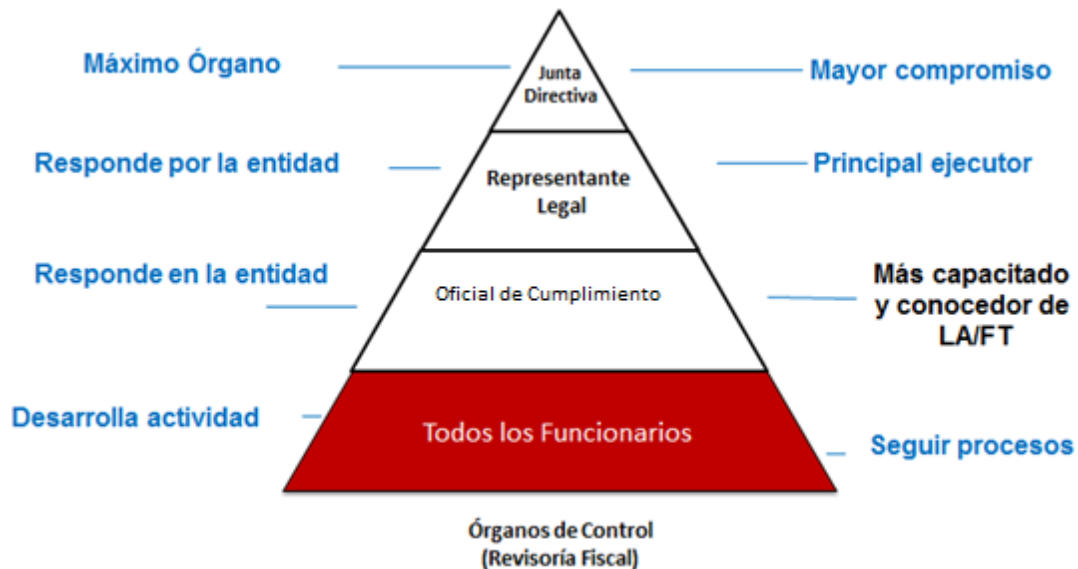 Máximo Órgano
Junta
Directiva
Mayor compromiso
Responde por la entidad
Representante
Legal
Principal ejecutor
Responde en la entidad
Oficial de Cumplimiento
Más capacitado
y conocedor de
LA/FT
Desarrolla actividad
Todos los Funcionarios
Seguir procesos
Órganos de Control
(Revisoría Fiscal)